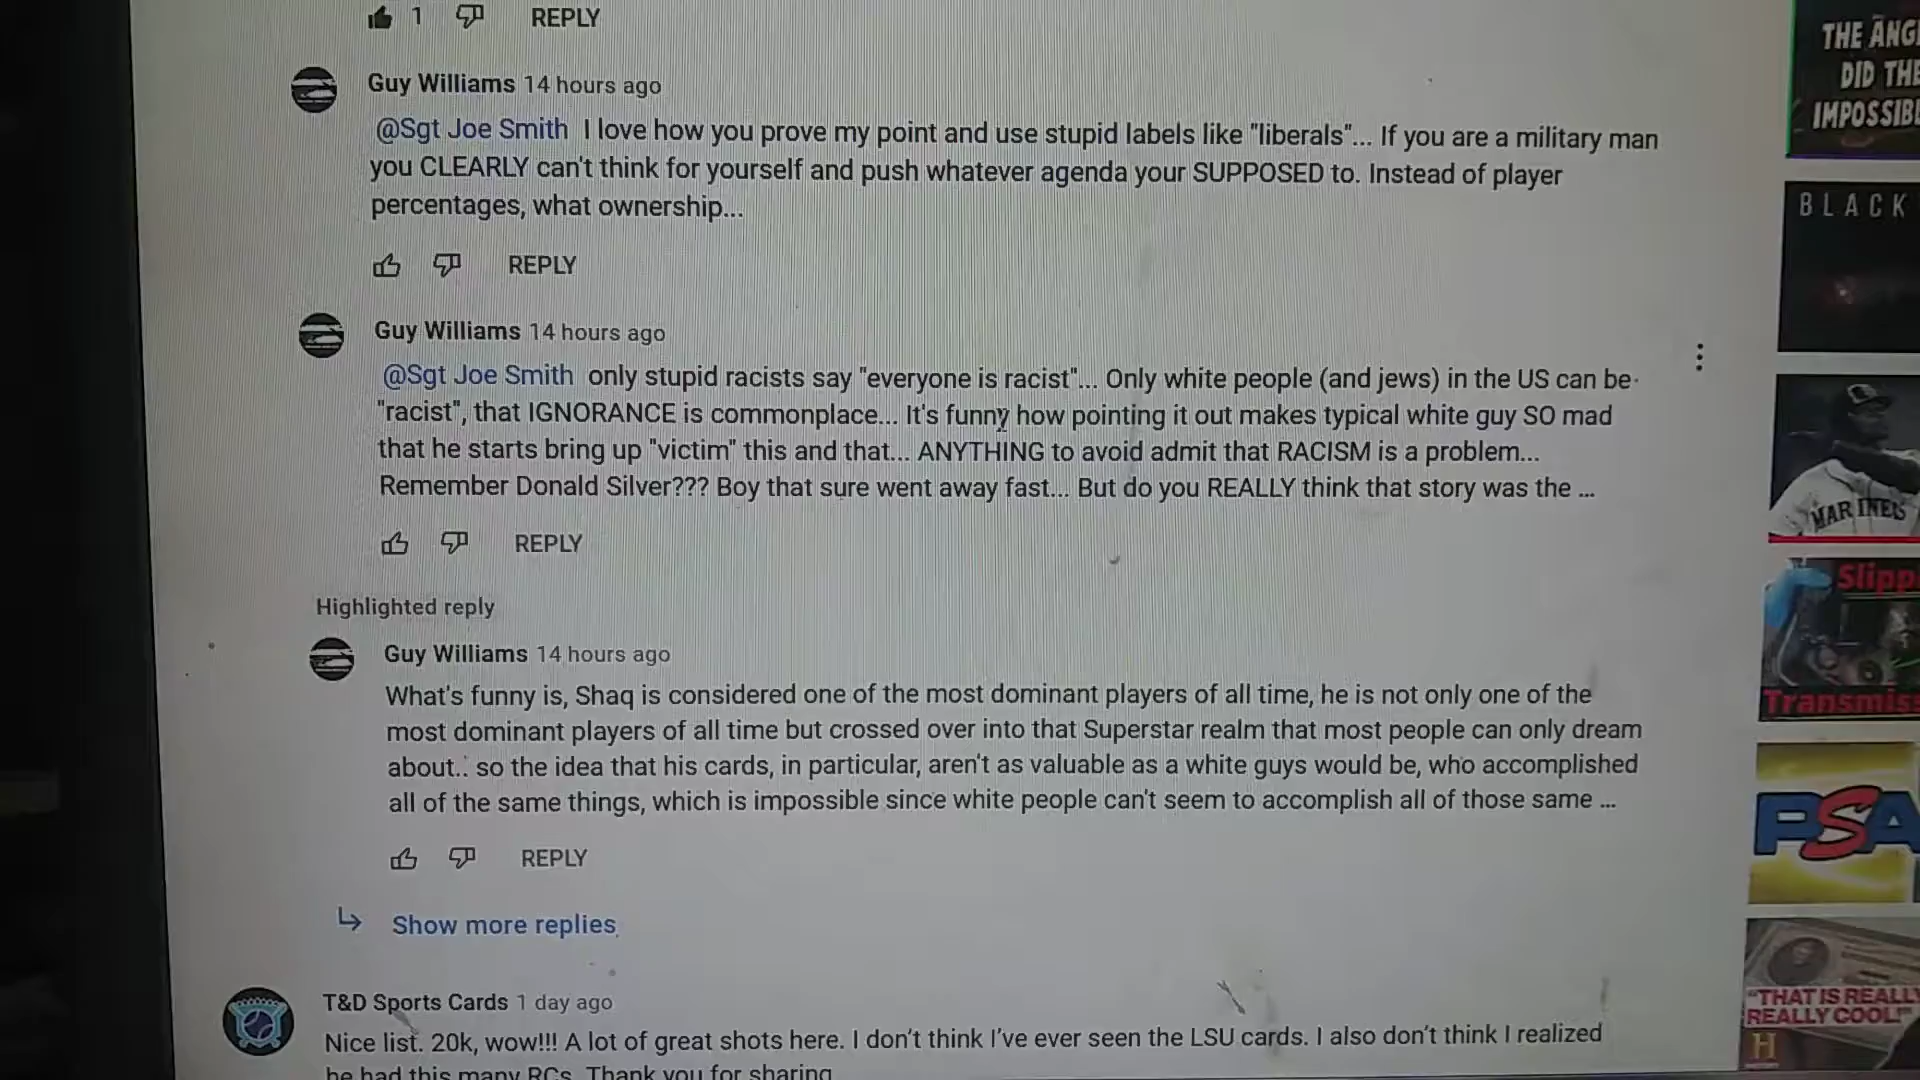 1 REPLY
Guy Williams 14 hours ago
@Sgt Joe Smith I love how you prove my point and use stupid labels like "liberals"... If you are a military man
you CLEARLY can't think for yourself and push whatever agenda your SUPPOSED to. Instead of player
percentages, what ownership...
REPLY
Guy Williams 14 hours ago
@Sgt Joe Smith only stupid racists say "everyone is racist"... Only white people (and jews) in the US can be
"racist", that IGNORANCE is commonplace... It's funny how pointing it out makes typical white guy SO mad
that he starts bring up "victim" this and that... ANYTHING to avoid admit that RACISM is a problem...
Remember Donald Silver??? Boy that sure went away fast... But do you REALLY think that story was the ...
REPLY
Highlighted reply
Guy Williams 14 hours ago
What's funny is, Shaq is considered one of the most dominant players of all time, he is not only one of the
most dominant players of all time but crossed over into that Superstar realm that most people can only dream
about.. so the idea that his cards, in particular, aren't as valuable as a white guys would be, who accomplished
all of the same things, which is impossible since white people can't seem to accomplish all of those same ...
REPLY
Show more replies
T&D Sports Cards 1 day ago
Nice list. 20k, wow!!! A lot of great shots here. I don't think I've ever seen the LSU cards. I also don't think I realized
he had this many RCs. Thank you for sharing
THE ANG
DID THE
IMPOSSIB
BLACK
MARINERS
Slipp
Transmiss
PSA
"THAT IS REALLY
REALLY COOL!"
H